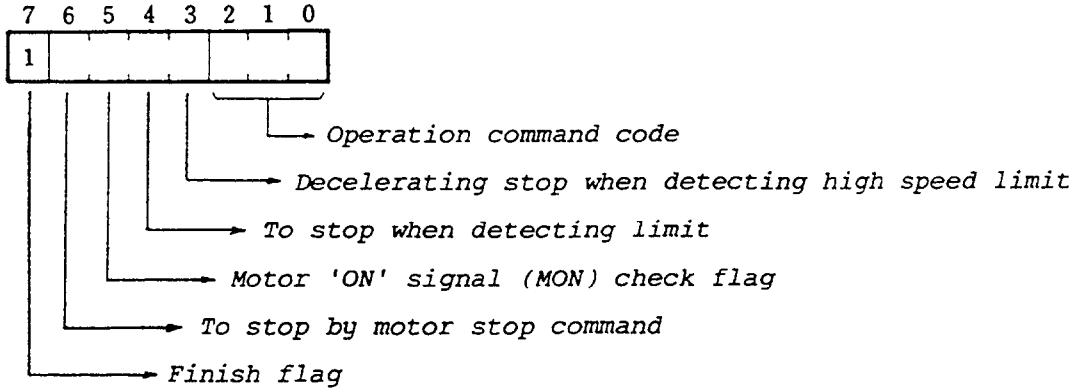 7 6 5 4 3 2 1 0
1
Operation command code
Decelerating stop when detecting high speed limit
To stop when detecting limit
Motor 'ON' signal (MON) check flag
To stop by motor stop command
Finish flag